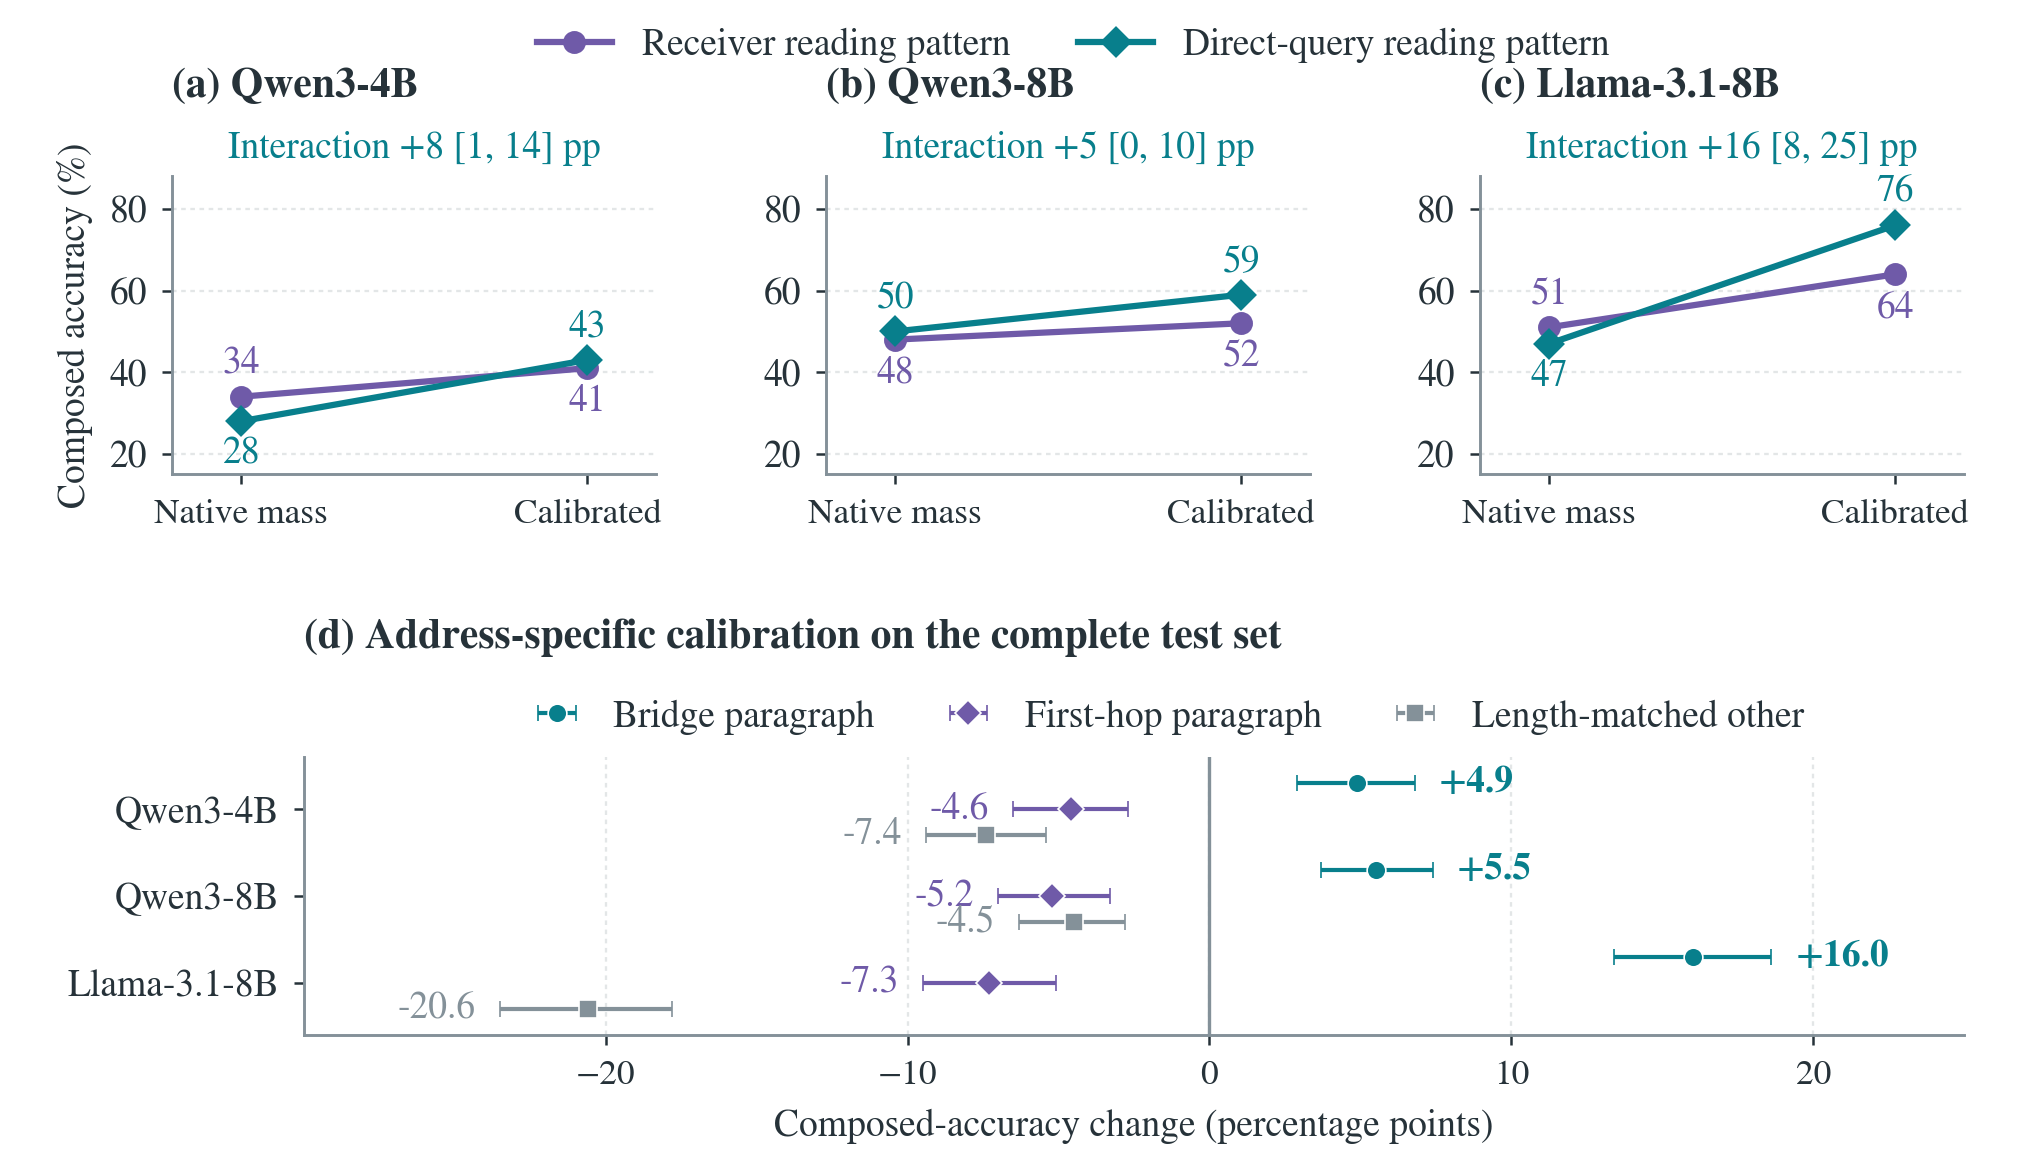 Receiver reading pattern
Direct-query reading pattern
(a) Qwen3-4B
(b) Qwen3-8B
(c) Llama-3.1-8B
Interaction +8 [1, 14] pp
Interaction +5 [0, 10] pp
Interaction +16 [8, 25] pp
Composed accuracy (%)
80
60
40
20
34
28
43
41
Native mass
Calibrated
80
60
40
20
50
48
59
52
Native mass
Calibrated
80
60
40
20
51
47
76
64
Native mass
Calibrated
(d) Address-specific calibration on the complete test set
Bridge paragraph
First-hop paragraph
Length-matched other
Qwen3-4B
+4.9
-4.6
-7.4
Qwen3-8B
+5.5
-5.2
-4.5
Llama-3.1-8B
+16.0
-7.3
-20.6
−20
−10
0
10
20
Composed-accuracy change (percentage points)